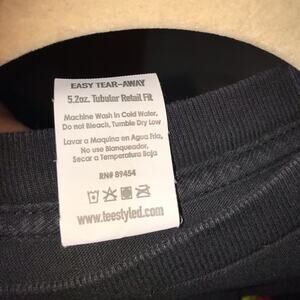 EASY TEAR-AWAY
5.2oz. Tubular Retail Fit
Machine Wash in Cold Water,
Do not Bleach, Tumble Dry Low
Lavar a Maquina en Agua Fria,
No use Blanqueador,
Secar a Temperatura Baja
RN# 89454
www.teestyled.com